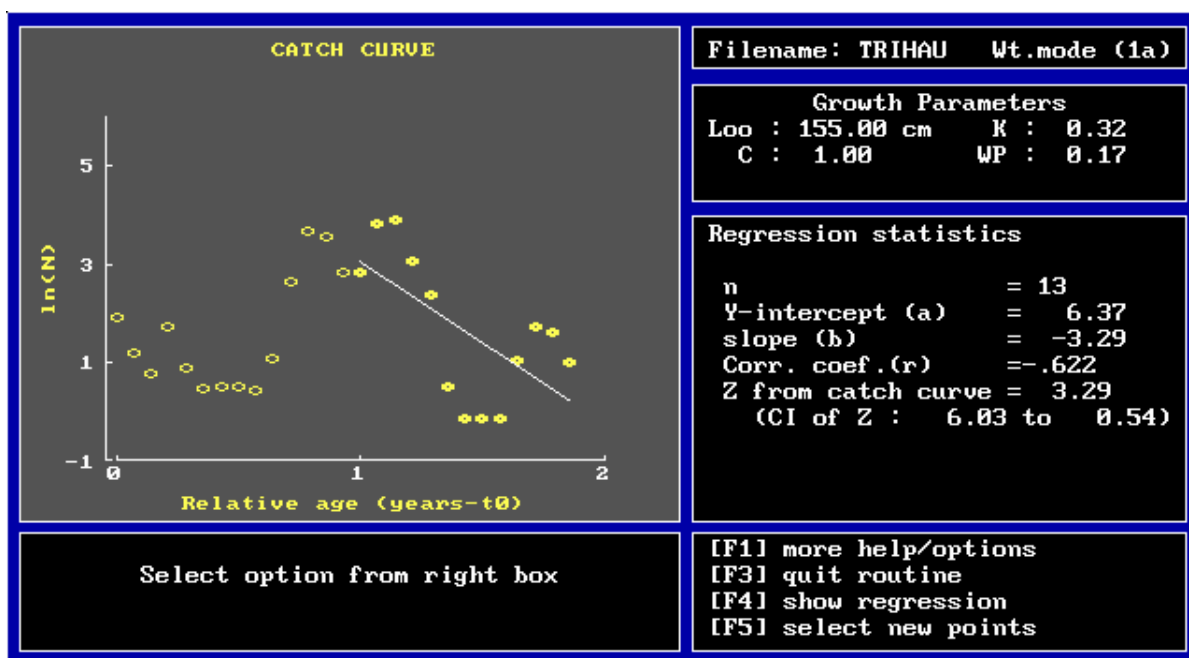 CATCH CURVE
5
3
1
-1
ln(N)
0 1 2
Relative age (years-t0)
Select option from right box
Filename: TRIHAU Wt.mode (1a)
Growth Parameters
Loo : 155.00 cm K : 0.32
C : 1.00 WP : 0.17
Regression statistics
n = 13
Y-intercept (a) = 6.37
slope (b) = -3.29
Corr. coef.(r) =-.622
Z from catch curve = 3.29
(CI of Z : 6.03 to 0.54)
[F1] more help/options
[F3] quit routine
[F4] show regression
[F5] select new points